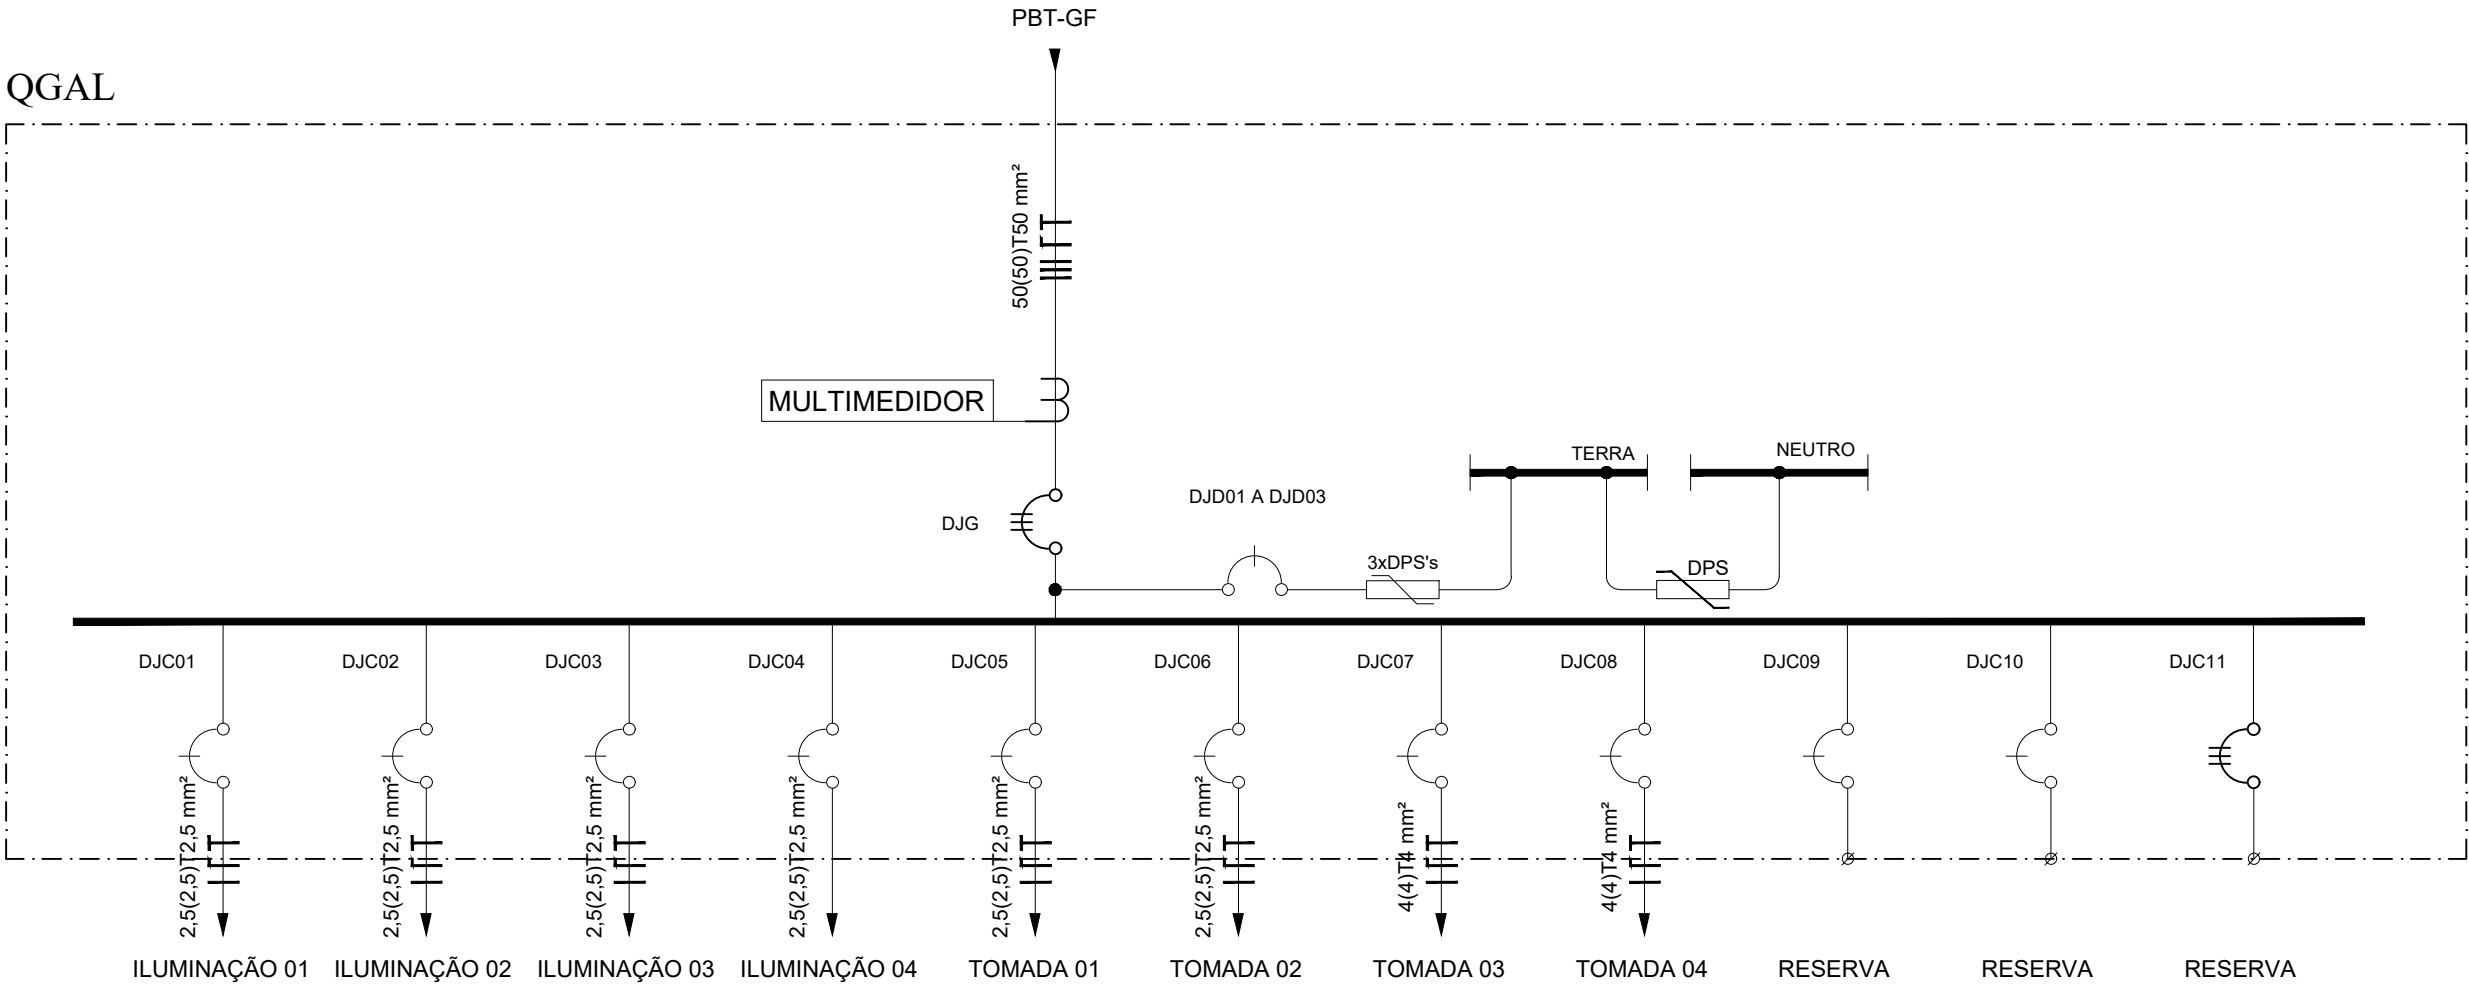 PBT-GF
QGAL
50(50)T50 mm²
MULTIMEDIDOR
TERRA
NEUTRO
DJG
DJD01 A DJD03
3xDPS's
DPS
DJC01
DJC02
DJC03
DJC04
DJC05
DJC06
DJC07
DJC08
DJC09
DJC10
DJC11
2,5(2,5)T2,5 mm²
2,5(2,5)T2,5 mm²
2,5(2,5)T2,5 mm²
2,5(2,5)T2,5 mm²
2,5(2,5)T2,5 mm²
2,5(2,5)T2,5 mm²
4(4)T4 mm²
4(4)T4 mm²
ILUMINAÇÃO 01
ILUMINAÇÃO 02
ILUMINAÇÃO 03
ILUMINAÇÃO 04
TOMADA 01
TOMADA 02
TOMADA 03
TOMADA 04
RESERVA
RESERVA
RESERVA